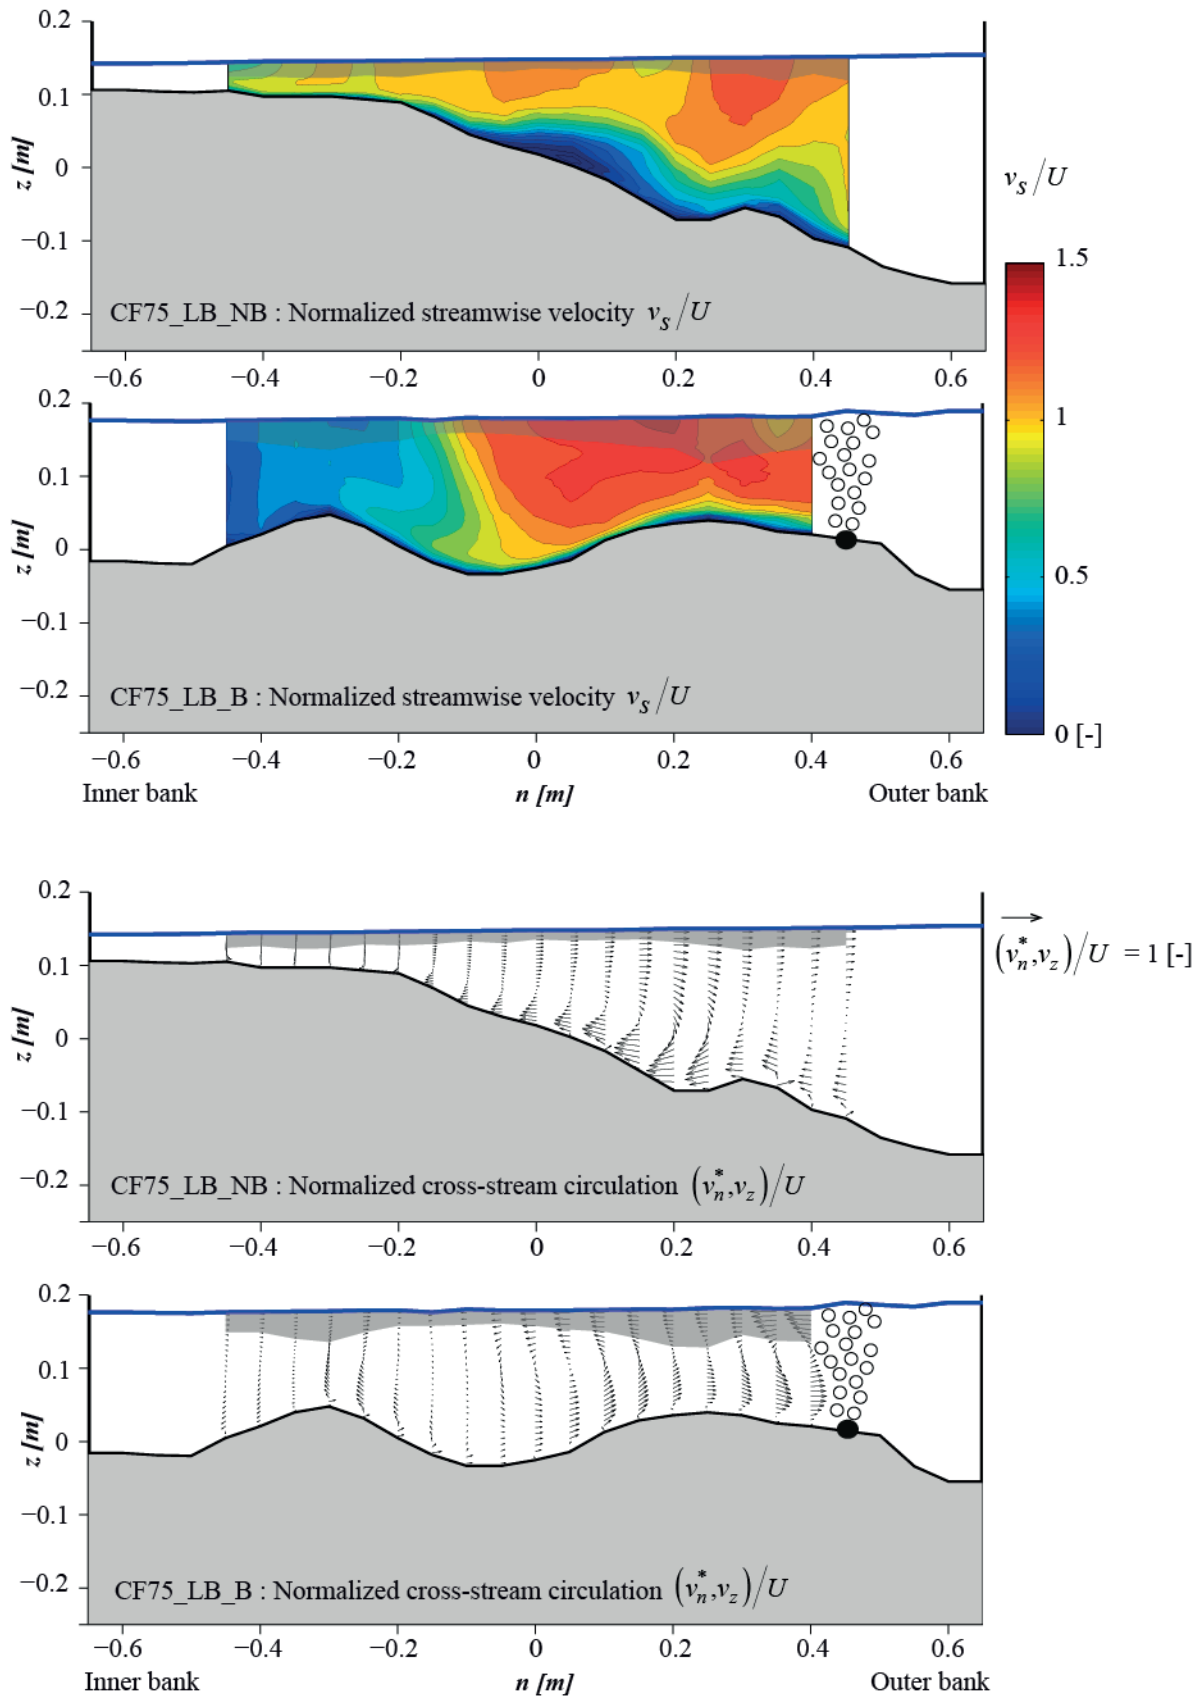 0.2
0.1
0
−0.1
−0.2
z [m]
CF75_LB_NB : Normalized streamwise velocity v_s/U
−0.6 −0.4 −0.2 0 0.2 0.4 0.6
v_s/U
1.5
1
0.5
0 [-]
0.2
0.1
0
−0.1
−0.2
z [m]
CF75_LB_B : Normalized streamwise velocity v_s/U
−0.6 −0.4 −0.2 0 0.2 0.4 0.6
Inner bank n [m] Outer bank
0.2
0.1
0
−0.1
−0.2
z [m]
(v_n^*,v_z)/U = 1 [-]
CF75_LB_NB : Normalized cross-stream circulation (v_n^*,v_z)/U
−0.6 −0.4 −0.2 0 0.2 0.4 0.6
0.2
0.1
0
−0.1
−0.2
z [m]
CF75_LB_B : Normalized cross-stream circulation (v_n^*,v_z)/U
−0.6 −0.4 −0.2 0 0.2 0.4 0.6
Inner bank n [m] Outer bank